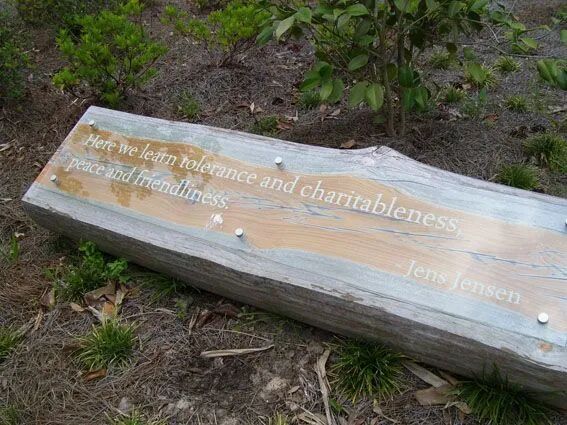 Here we learn tolerance and charitableness,
peace and friendliness.
Jens Jensen